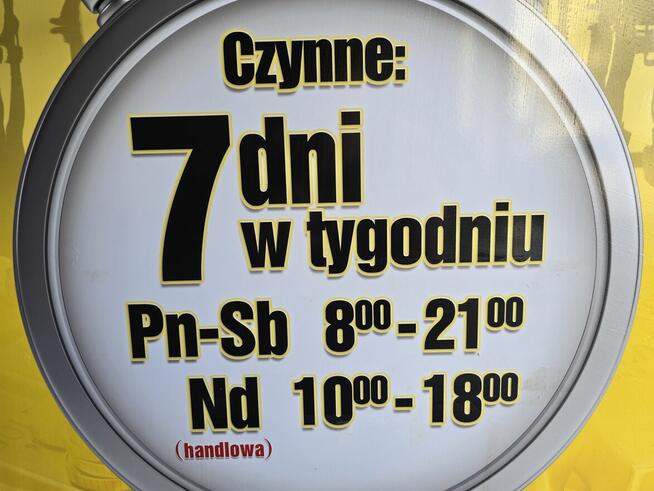 Czynne:
7 dni
w tygodniu
Pn-Sb 8⁰⁰-21⁰⁰
Nd 10⁰⁰-18⁰⁰
(handlowa)